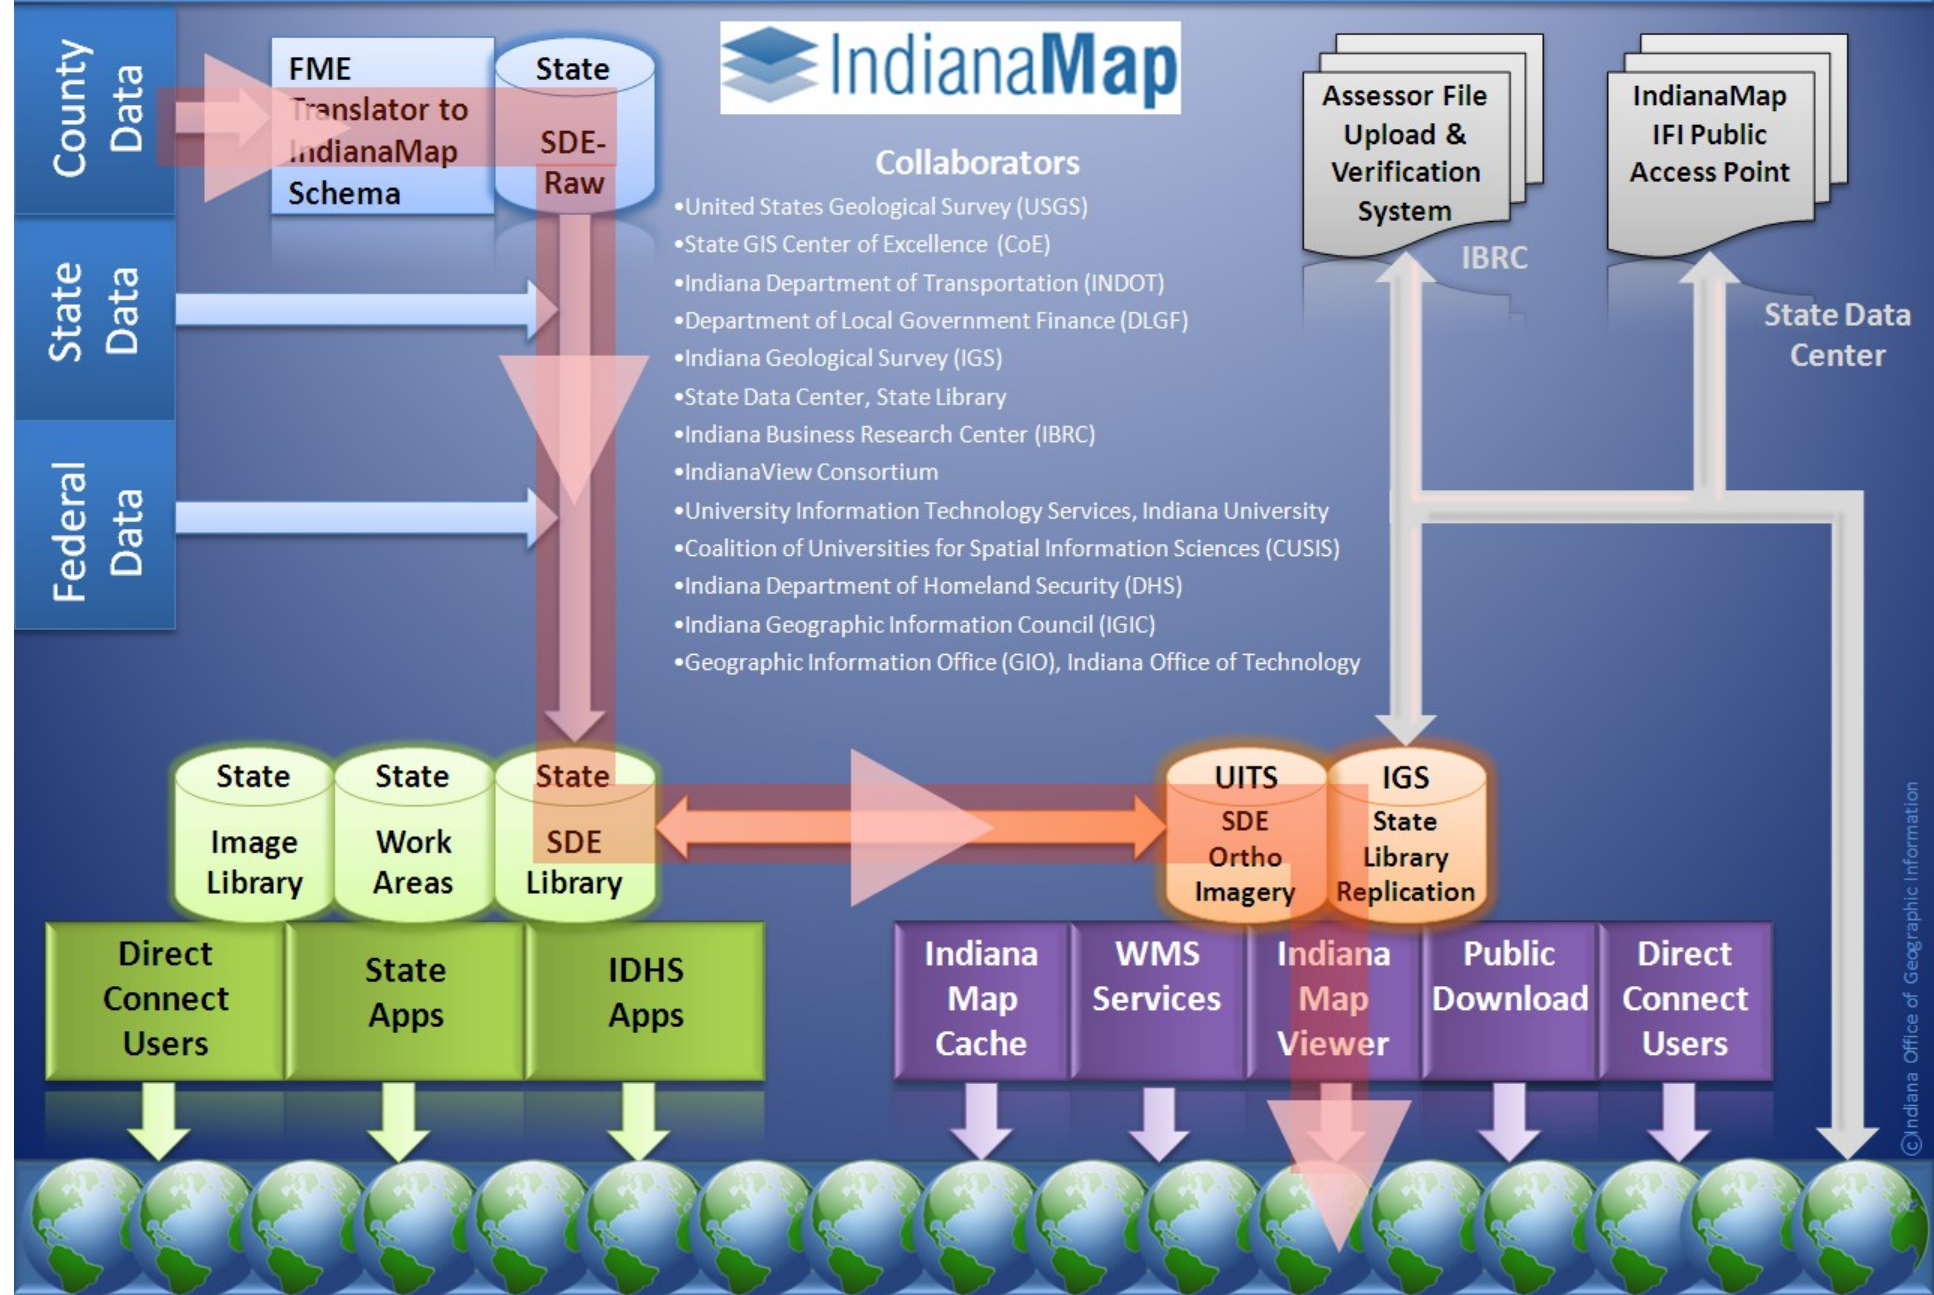 County
Data
State
Data
Federal
Data
FME
Translator to
IndianaMap
Schema
State
SDE-
Raw
IndianaMap
Collaborators
•United States Geological Survey (USGS)
•State GIS Center of Excellence (CoE)
•Indiana Department of Transportation (INDOT)
•Department of Local Government Finance (DLGF)
•Indiana Geological Survey (IGS)
•State Data Center, State Library
•Indiana Business Research Center (IBRC)
•IndianaView Consortium
•University Information Technology Services, Indiana University
•Coalition of Universities for Spatial Information Sciences (CUSIS)
•Indiana Department of Homeland Security (DHS)
•Indiana Geographic Information Council (IGIC)
•Geographic Information Office (GIO), Indiana Office of Technology
Assessor File
Upload &
Verification
System
IBRC
IndianaMap
IFI Public
Access Point
State Data
Center
State
Image
Library
State
Work
Areas
State
SDE
Library
UITS
SDE
Ortho
Imagery
IGS
State
Library
Replication
Direct
Connect
Users
State
Apps
IDHS
Apps
Indiana
Map
Cache
WMS
Services
Indiana
Map
Viewer
Public
Download
Direct
Connect
Users
©Indiana Office of Geographic Information